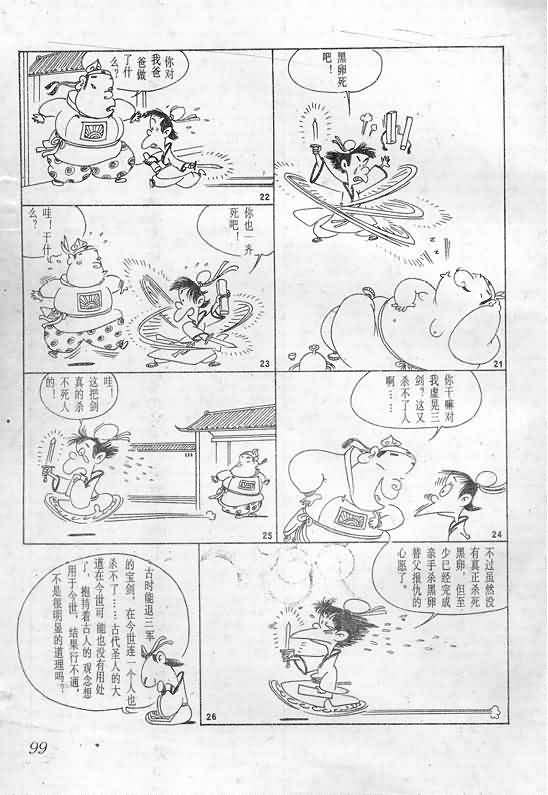 黑卵死
吧！
21
你对
我爸
爸做
了什
么？
22
你也一齐
死吧！
哇！干什
么？
23
你干嘛对
我虚晃三
剑？这又
杀不了人
啊……
24
哇！
这把剑
真的杀
不死人
的！
25
不过虽然没
有真正杀死
黑卵，但至
少已经完成
亲手杀黑卵
替父报仇的
心愿了。
26
古时能退三军
的宝剑，在今世连一个人也
杀不了……古代圣人的大
道在今世可能也没有用处
了，抱持着古人的观念想
用于今世，结果行不通，
不是很明显的道理吗？
99